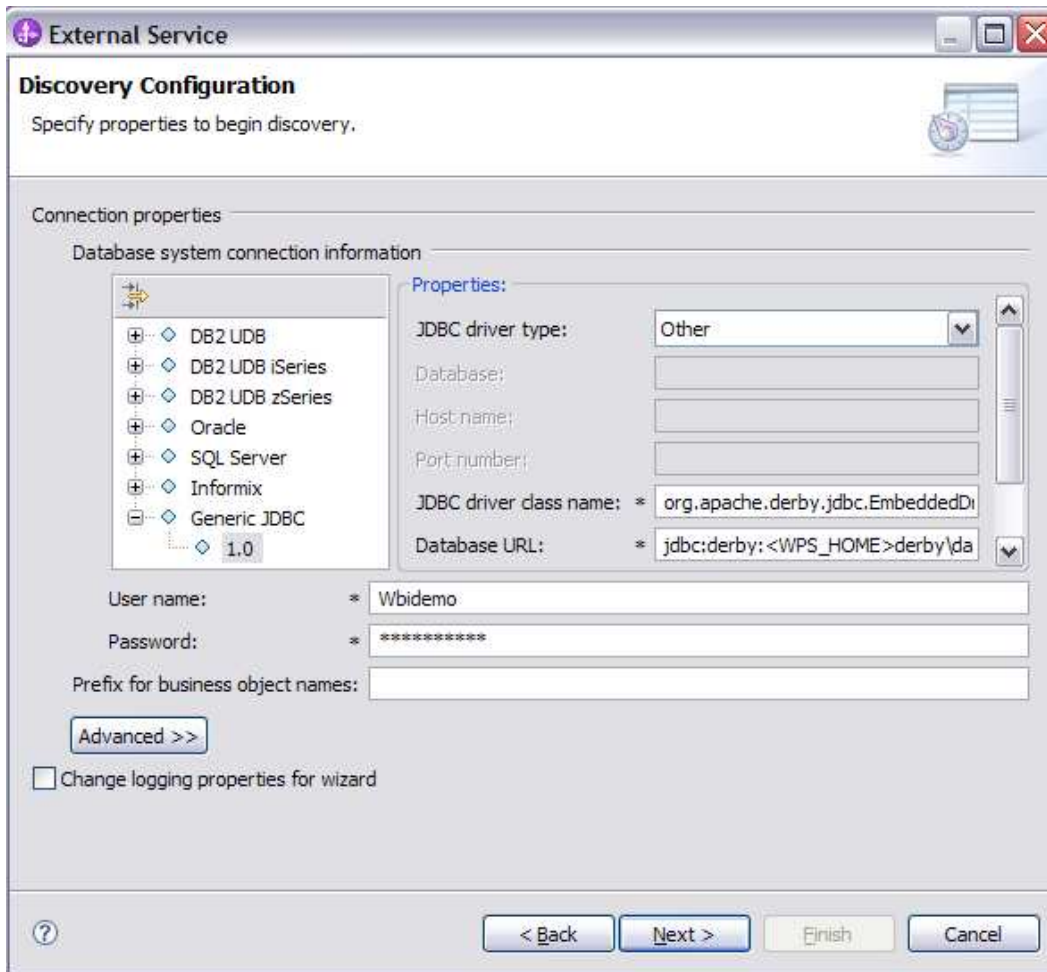 External Service
Discovery Configuration
Specify properties to begin discovery.
Connection properties
Database system connection information
DB2 UDB
DB2 UDB iSeries
DB2 UDB zSeries
Oracle
SQL Server
Informix
Generic JDBC
1.0
Properties:
JDBC driver type: Other
Database:
Host name:
Port number:
JDBC driver class name: * org.apache.derby.jdbc.EmbeddedDr
Database URL: * jdbc:derby:<WPS_HOME>derby\da
User name: * Wbidemo
Password: * **********
Prefix for business object names:
Advanced >>
Change logging properties for wizard
? < Back Next > Finish Cancel